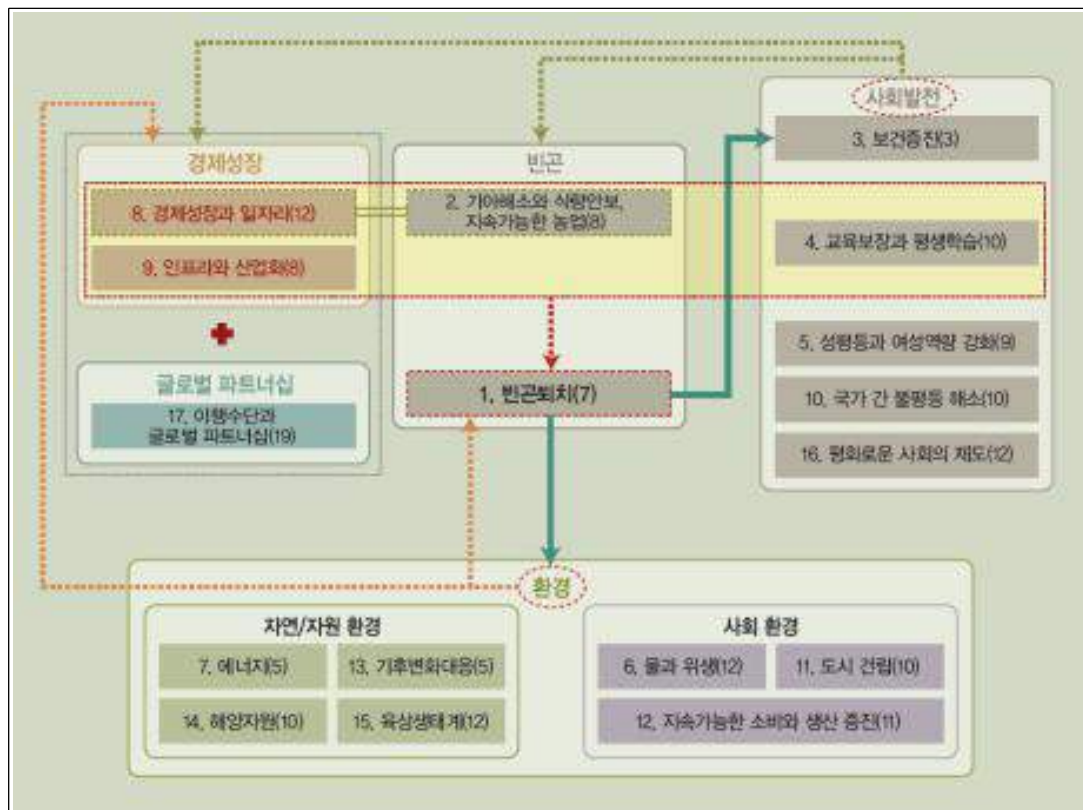 사회발전
3. 보건증진(3)
경제성장
빈곤
8. 경제성장과 일자리(12)
2. 기아해소와 식량안보,
지속가능한 농업(8)
4. 교육보장과 평생학습(10)
9. 인프라와 산업화(8)
5. 성평등과 여성역량 강화(9)
글로벌 파트너십
1. 빈곤퇴치(7)
10. 국가 간 불평등 해소(10)
17. 이행수단과
글로벌 파트너십(19)
16. 평화로운 사회의 제도(12)
환경
자연/자원 환경
사회 환경
7. 에너지(5)
13. 기후변화대응(5)
6. 물과 위생(12)
11. 도시 건립(10)
14. 해양자원(10)
15. 육상생태계(12)
12. 지속가능한 소비와 생산 증진(11)